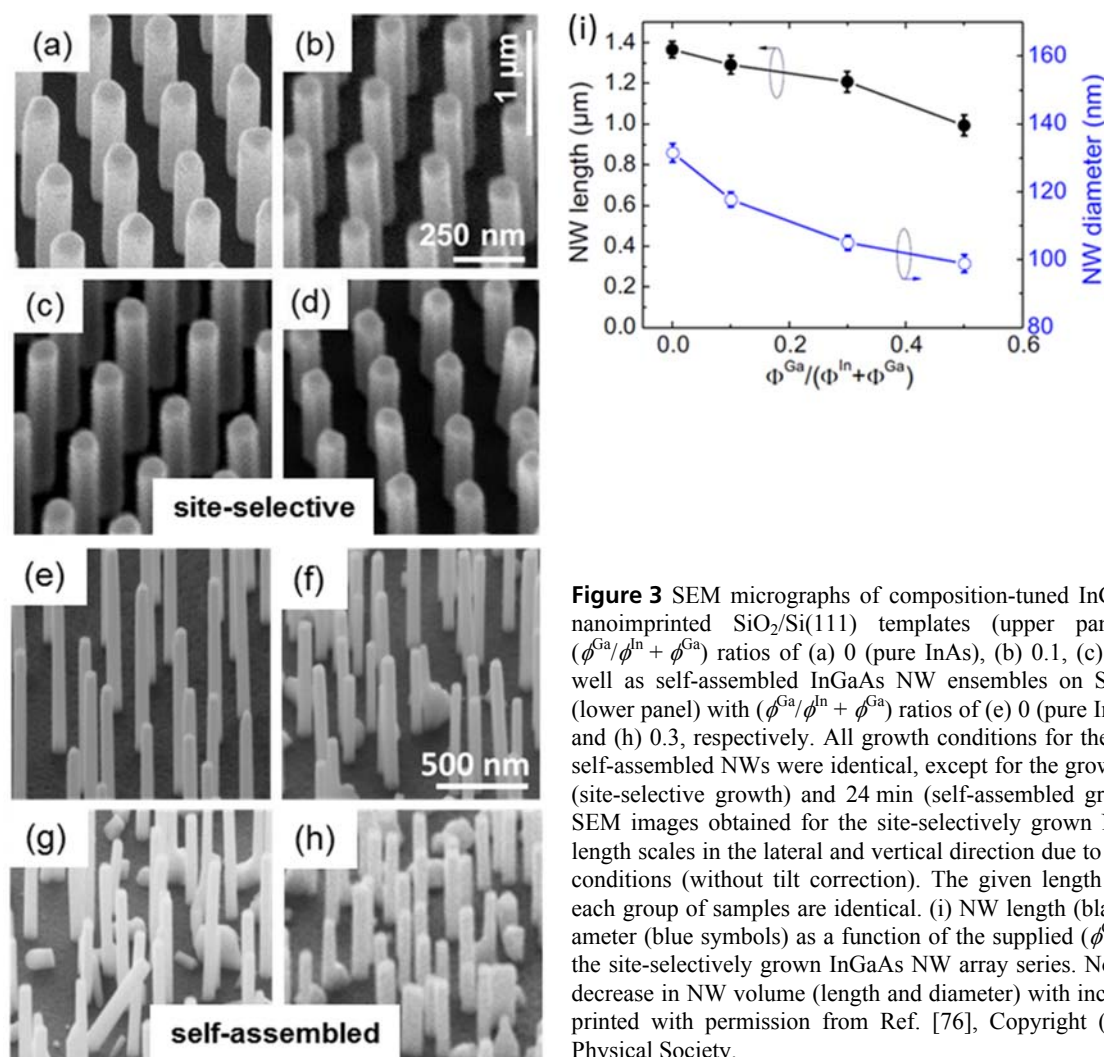 (a)
(b)
1 μm
250 nm
(c)
(d)
site-selective
(e)
(f)
500 nm
(g)
(h)
self-assembled
(i)
NW length (μm)
1.4
1.2
1.0
0.8
0.6
0.4
0.2
0.0
160
140
120
100
80
NW diameter (nm)
0.0 0.2 0.4 0.6
Φ^Ga/(Φ^In+Φ^Ga)
Figure 3 SEM micrographs of composition-tuned InG
nanoimprinted SiO₂/Si(111) templates (upper pan
(ϕ^Ga/ϕ^In + ϕ^Ga) ratios of (a) 0 (pure InAs), (b) 0.1, (c)
well as self-assembled InGaAs NW ensembles on S
(lower panel) with (ϕ^Ga/ϕ^In + ϕ^Ga) ratios of (e) 0 (pure In
and (h) 0.3, respectively. All growth conditions for the
self-assembled NWs were identical, except for the grow
(site-selective growth) and 24 min (self-assembled gr
SEM images obtained for the site-selectively grown I
length scales in the lateral and vertical direction due to
conditions (without tilt correction). The given length
each group of samples are identical. (i) NW length (bla
ameter (blue symbols) as a function of the supplied (ϕ^G
the site-selectively grown InGaAs NW array series. No
decrease in NW volume (length and diameter) with inc
printed with permission from Ref. [76], Copyright (
Physical Society.